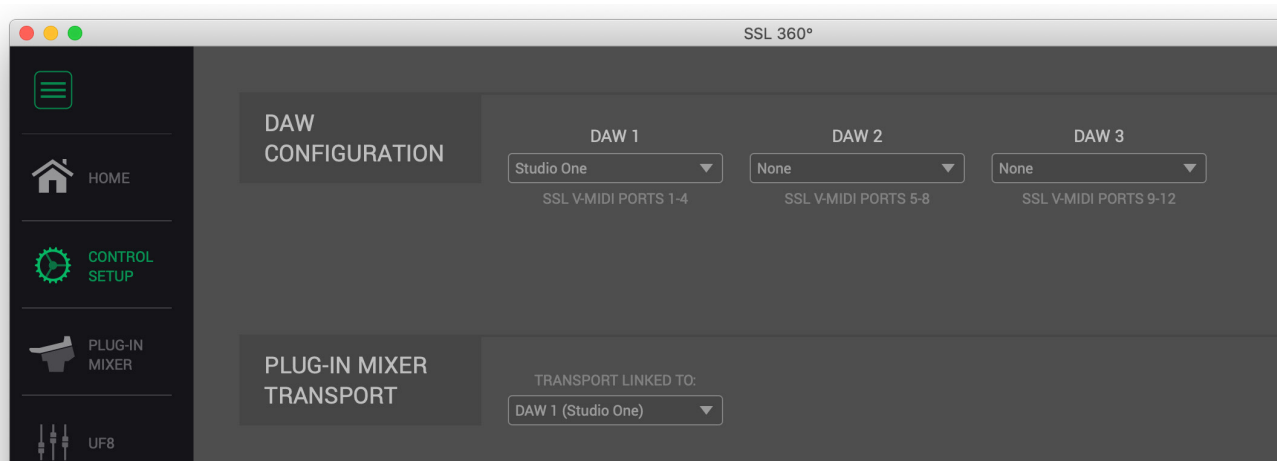 SSL 360°
HOME
CONTROL
SETUP
PLUG-IN
MIXER
UF8
DAW
CONFIGURATION
DAW 1
DAW 2
DAW 3
Studio One
None
None
SSL V-MIDI PORTS 1-4
SSL V-MIDI PORTS 5-8
SSL V-MIDI PORTS 9-12
PLUG-IN MIXER
TRANSPORT
TRANSPORT LINKED TO:
DAW 1 (Studio One)